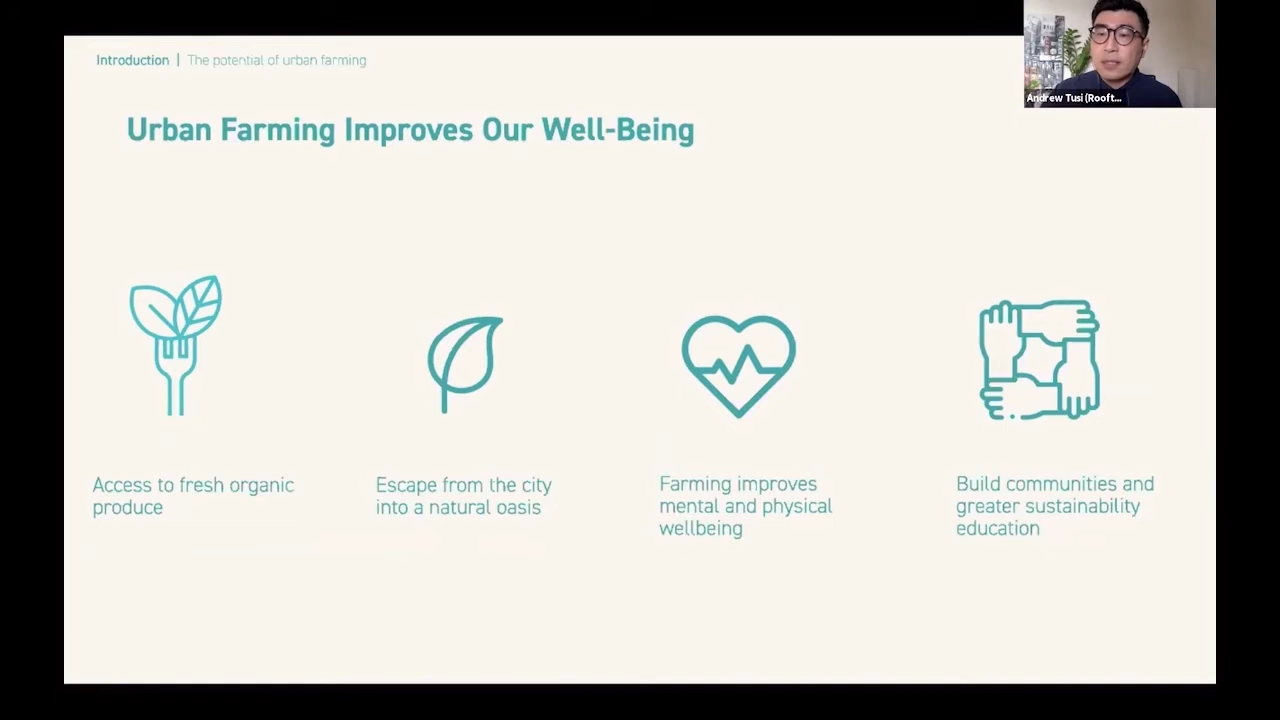 Introduction | The potential of urban farming
Urban Farming Improves Our Well-Being
Access to fresh organic
produce
Escape from the city
into a natural oasis
Farming improves
mental and physical
wellbeing
Build communities and
greater sustainability
education
Andrew Tusi (Rooft...